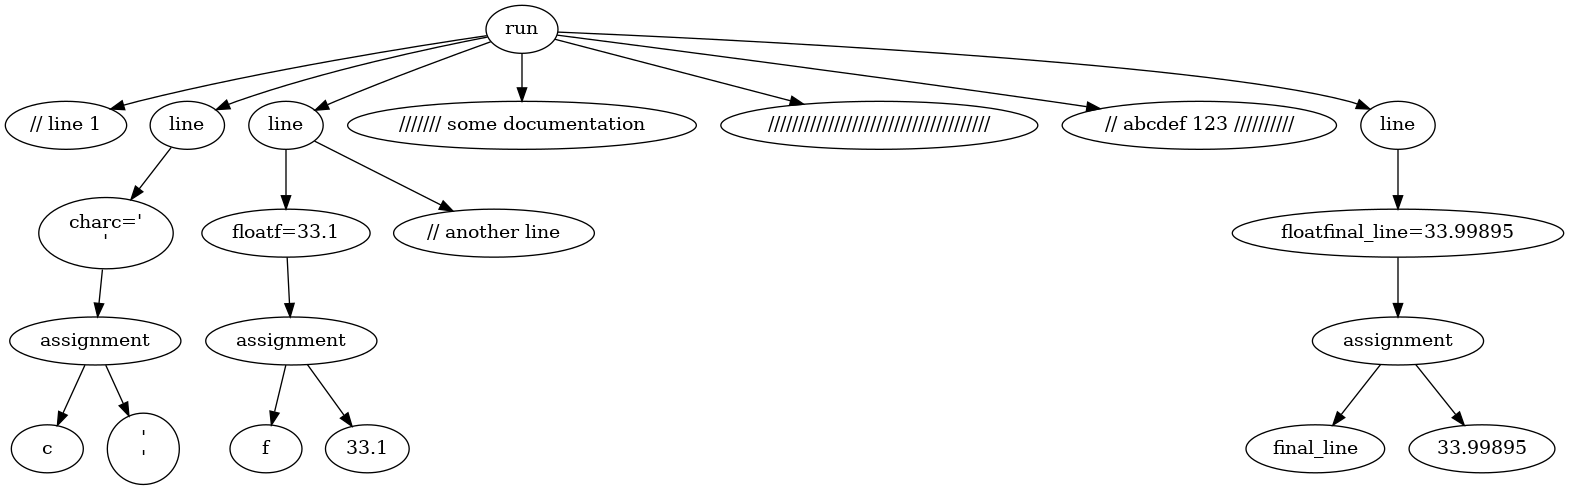 run
// line 1
line
line
/////// some documentation
/////////////////////////////////////
// abcdef 123 //////////
line
charc='
'
floatf=33.1
// another line
floatfinal_line=33.99895
assignment
assignment
assignment
c
'
'
f
33.1
final_line
33.99895